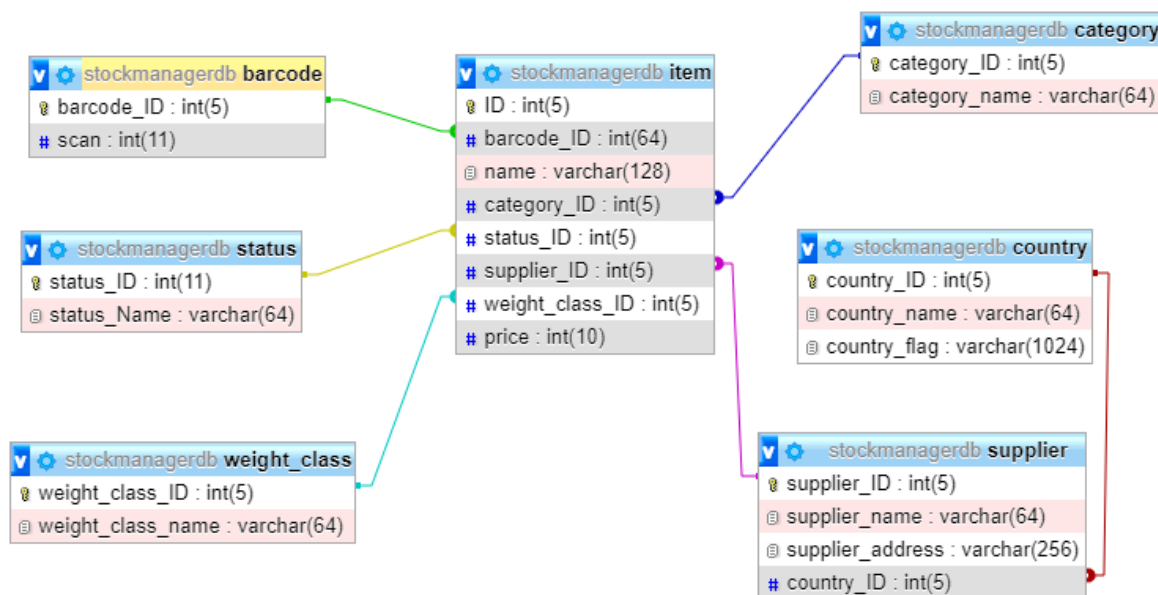 stockmanagerdb barcode
barcode_ID : int(5)
scan : int(11)
stockmanagerdb status
status_ID : int(11)
status_Name : varchar(64)
stockmanagerdb weight_class
weight_class_ID : int(5)
weight_class_name : varchar(64)
stockmanagerdb item
ID : int(5)
barcode_ID : int(64)
name : varchar(128)
category_ID : int(5)
status_ID : int(5)
supplier_ID : int(5)
weight_class_ID : int(5)
price : int(10)
stockmanagerdb category
category_ID : int(5)
category_name : varchar(64)
stockmanagerdb country
country_ID : int(5)
country_name : varchar(64)
country_flag : varchar(1024)
stockmanagerdb supplier
supplier_ID : int(5)
supplier_name : varchar(64)
supplier_address : varchar(256)
country_ID : int(5)